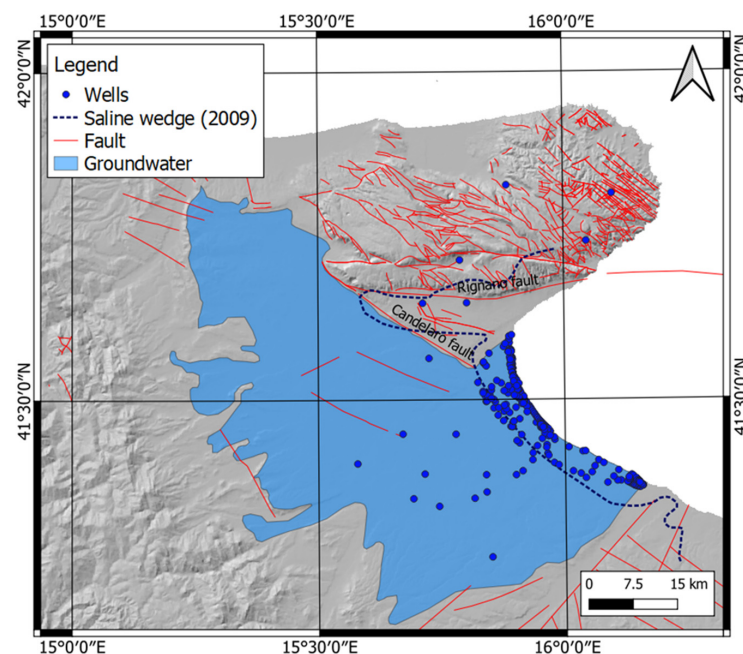 15°0'0"E 15°30'0"E 16°0'0"E
42°0'0"N
42°0'0"N
Legend
Wells
Saline wedge (2009)
Fault
Groundwater
Rignano fault
Candelaro fault
41°30'0"N
41°30'0"N
0 7.5 15 km
15°0'0"E 15°30'0"E 16°0'0"E